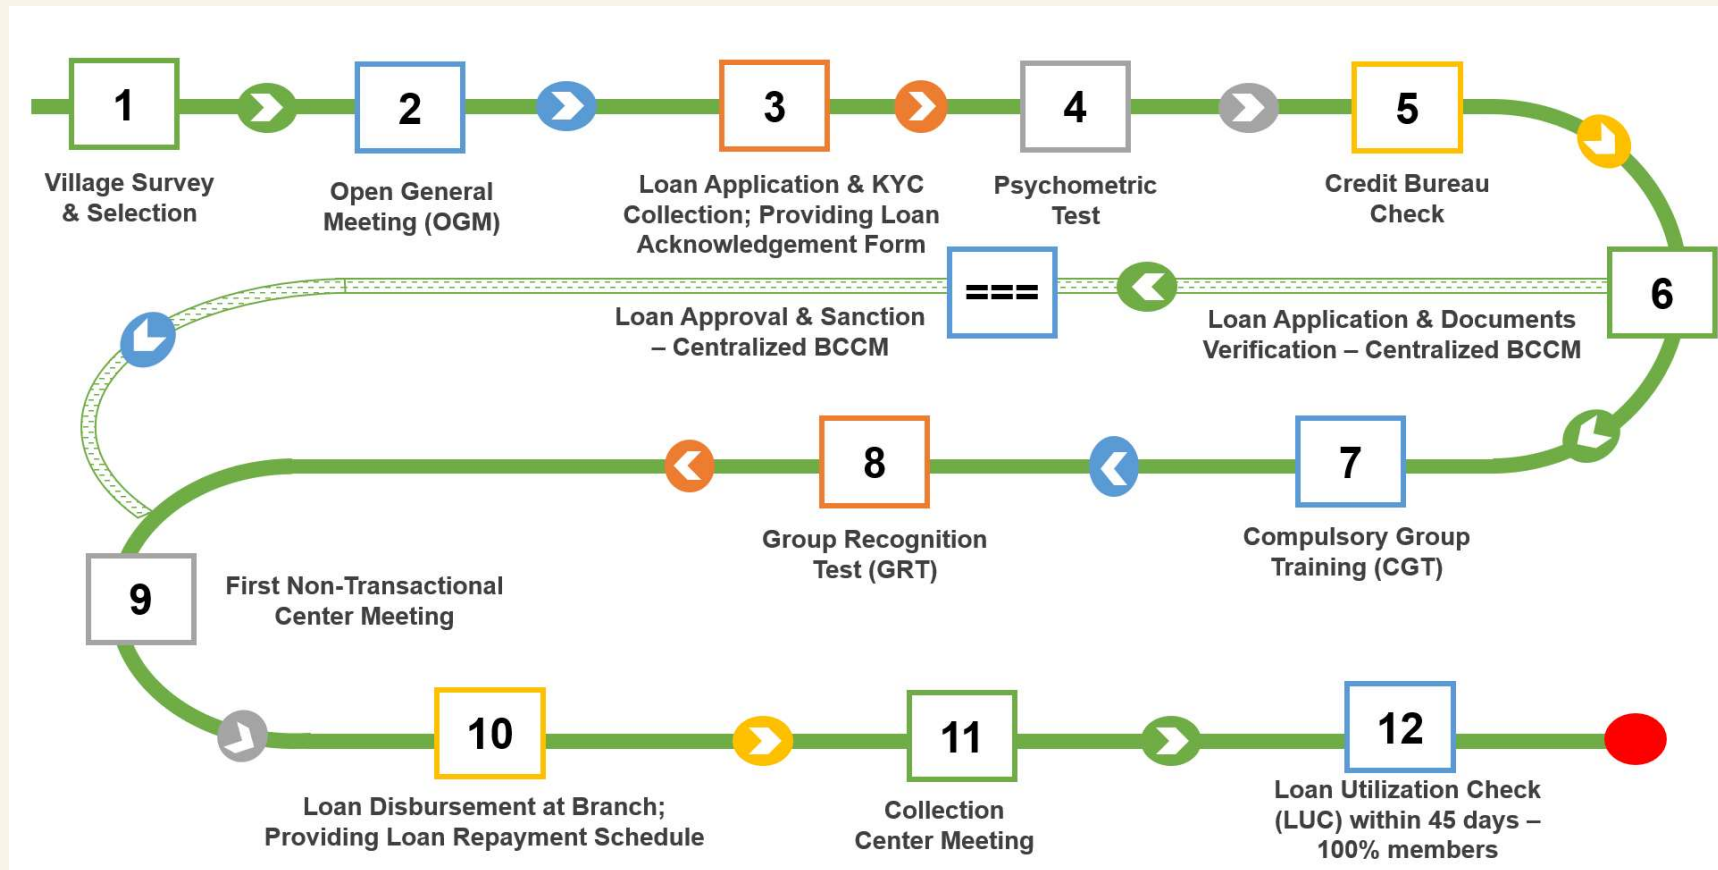 1
Village Survey
& Selection
2
Open General
Meeting (OGM)
3
Loan Application & KYC
Collection; Providing Loan
Acknowledgement Form
4
Psychometric
Test
5
Credit Bureau
Check
6
Loan Application & Documents
Verification – Centralized BCCM
===
Loan Approval & Sanction
– Centralized BCCM
7
Compulsory Group
Training (CGT)
8
Group Recognition
Test (GRT)
9
First Non-Transactional
Center Meeting
10
Loan Disbursement at Branch;
Providing Loan Repayment Schedule
11
Collection
Center Meeting
12
Loan Utilization Check
(LUC) within 45 days –
100% members